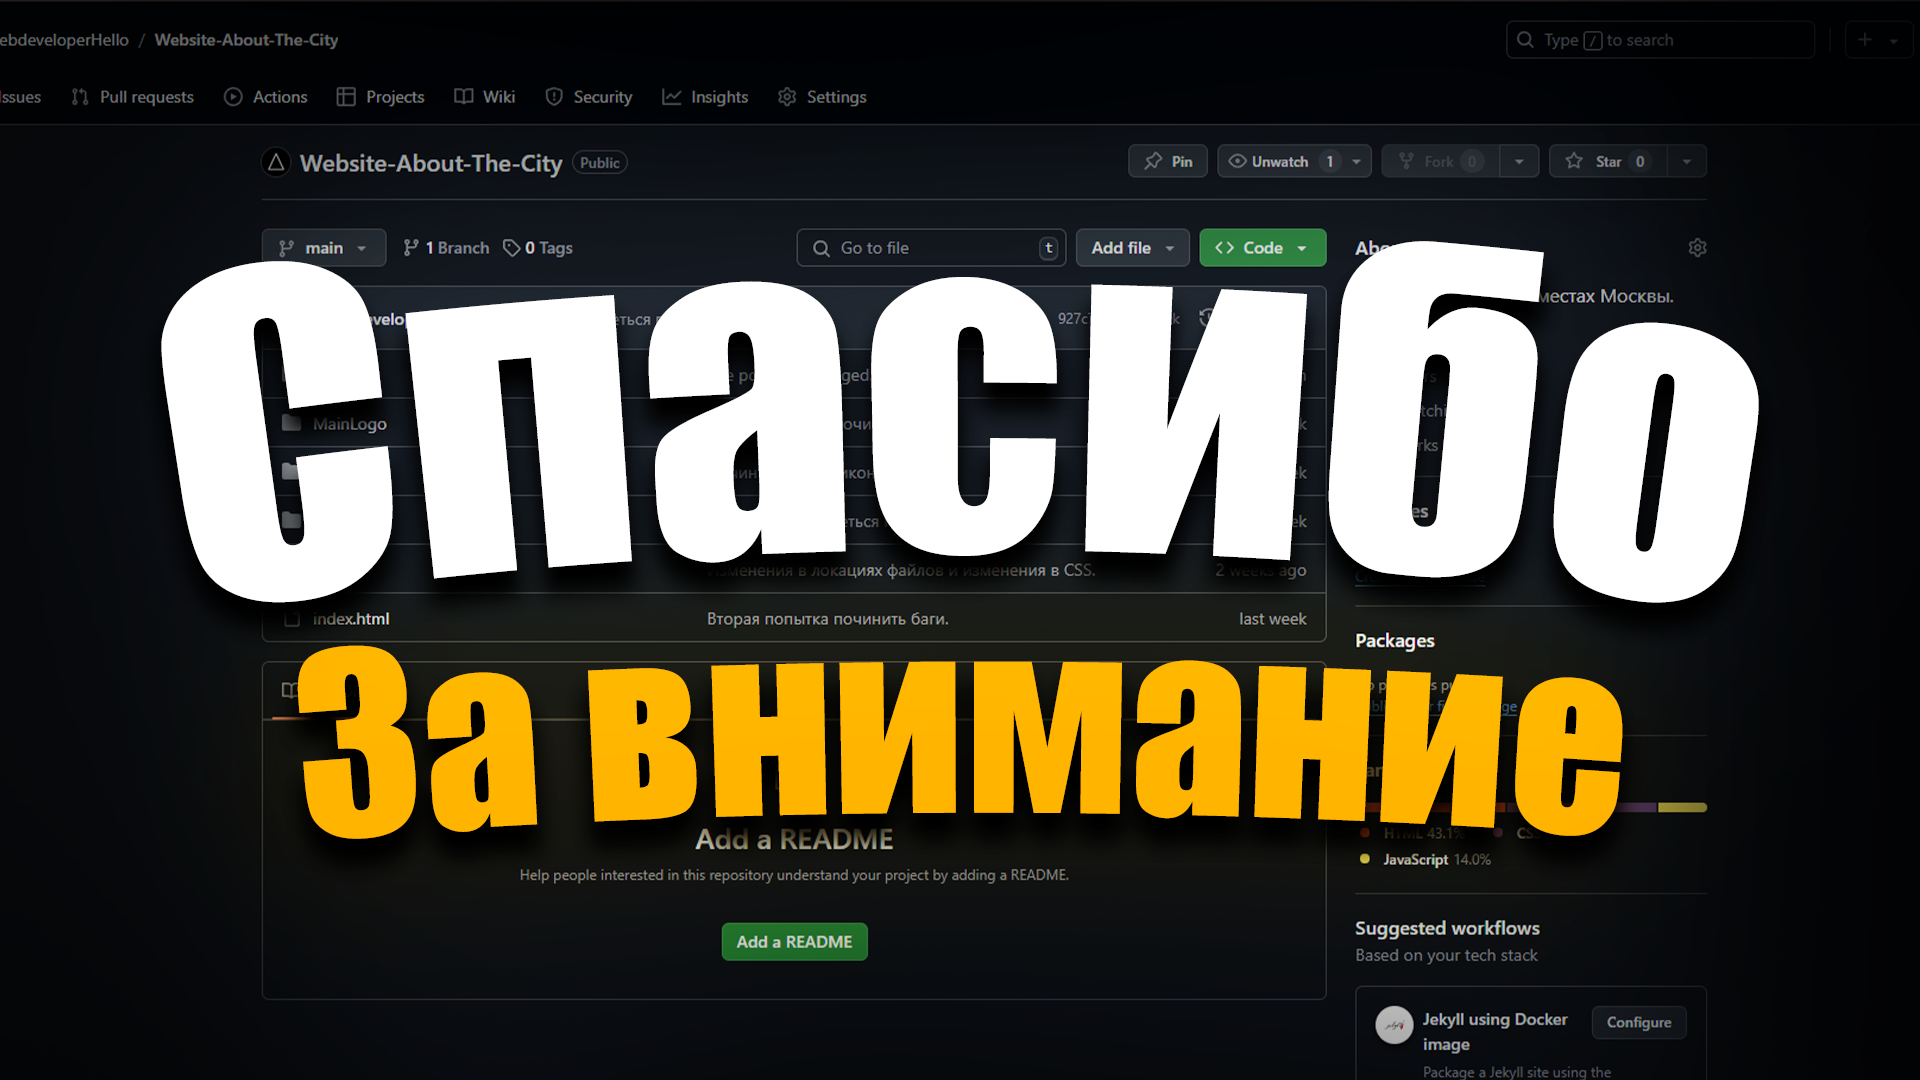 ebdeveloperHello / Website-About-The-City
Type / to search
ssues Pull requests Actions Projects Wiki Security Insights Settings
Website-About-The-City Public
Pin Unwatch 1 Fork 0 Star 0
main 1 Branch 0 Tags Go to file t Add file Code
местах Москвы.
Спасибо
MainLogo
Изменения в локациях файлов и изменения в CSS. 2 weeks ago
index.html Вторая попытка починить баги. last week
Packages
За внимание
HTML 43.1%
JavaScript 14.0%
Add a README
Help people interested in this repository understand your project by adding a README.
Add a README
Suggested workflows
Based on your tech stack
Jekyll using Docker image
Configure
Package a Jekyll site using the